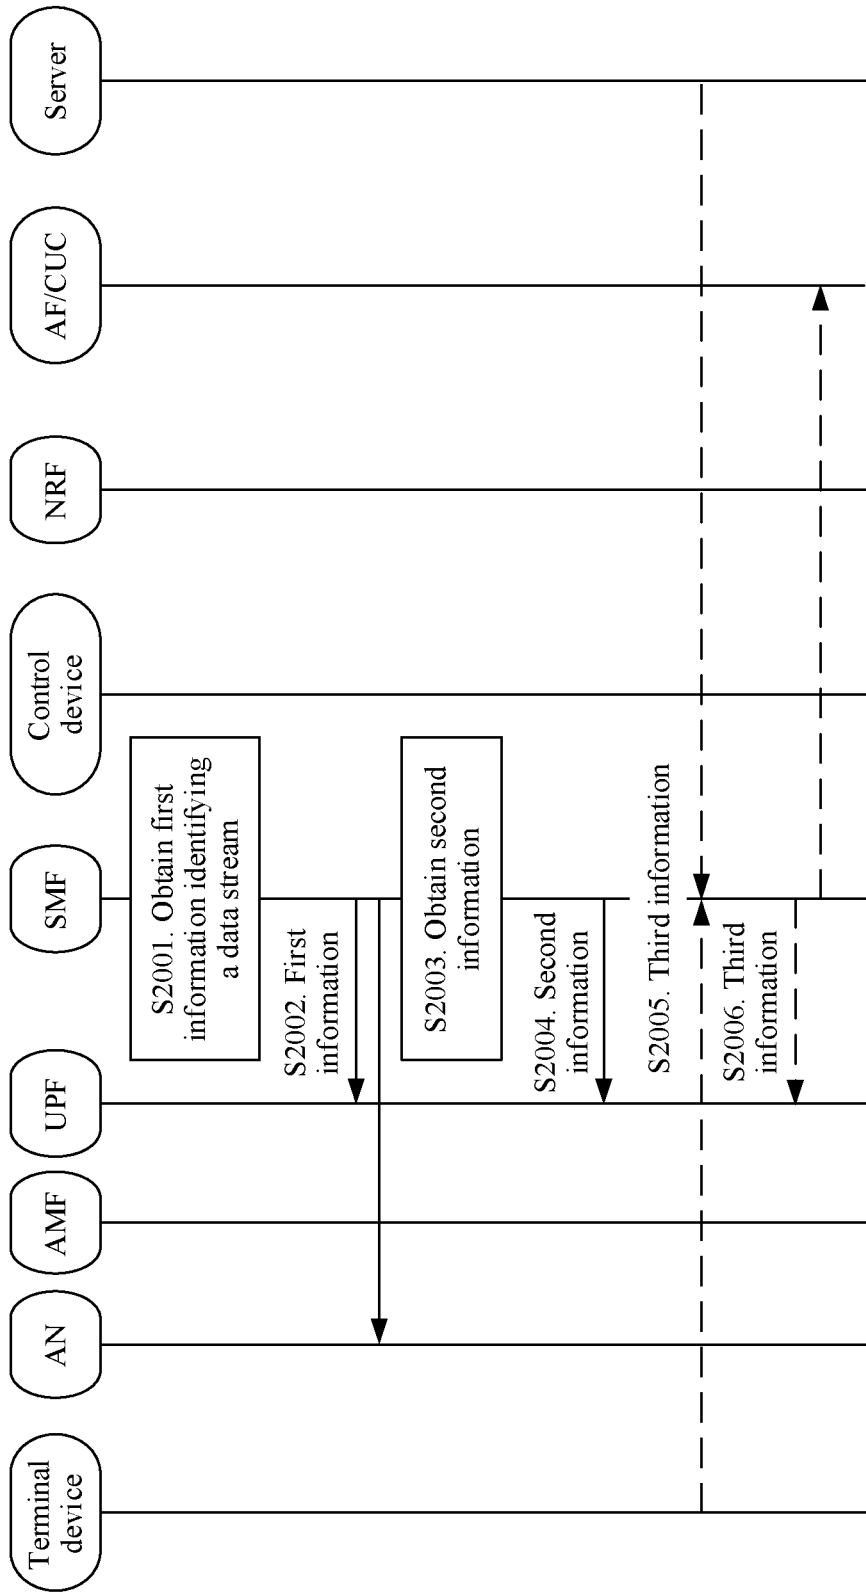 Terminal
device
AN
AMF
UPF
SMF
Control
device
NRF
AF/CUC
Server
S2001. Obtain first
information identifying
a data stream
S2002. First
information
S2003. Obtain second
information
S2004. Second
information
S2005. Third information
S2006. Third
information